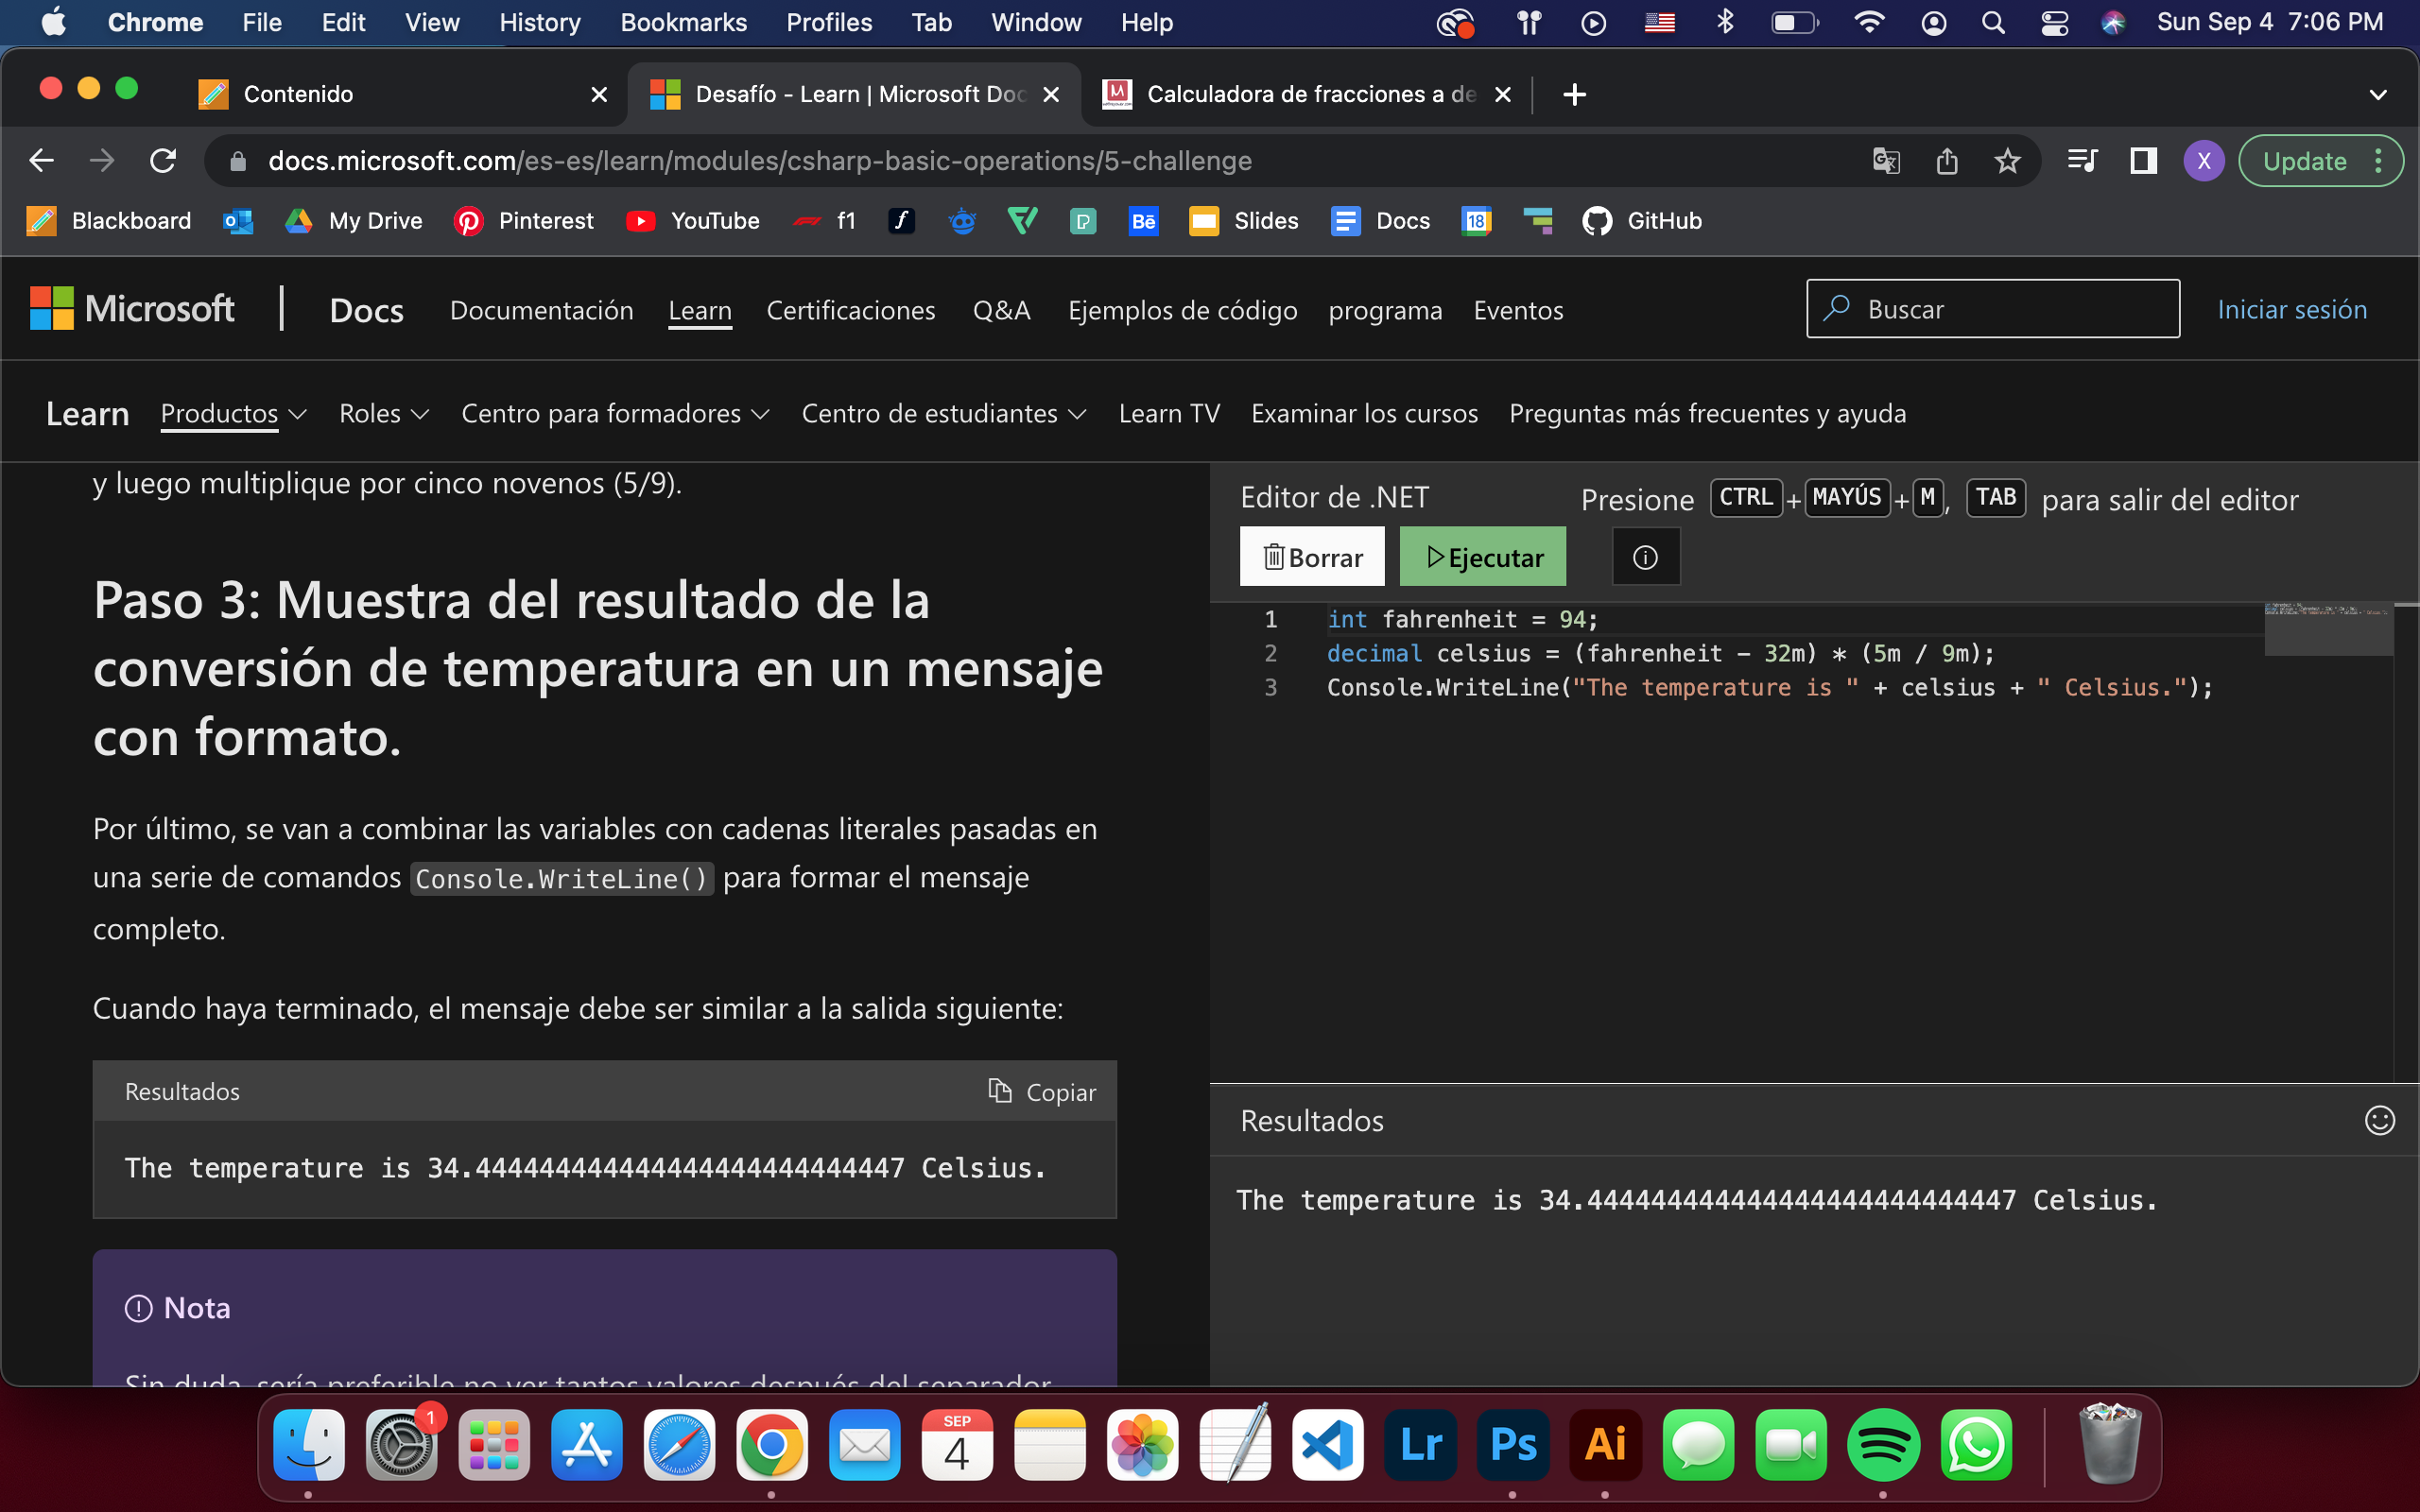 Chrome File Edit View History Bookmarks Profiles Tab Window Help Sun Sep 4 7:06 PM
Contenido Desafío - Learn | Microsoft Doc Calculadora de fracciones a de
docs.microsoft.com/es-es/learn/modules/csharp-basic-operations/5-challenge X Update
Blackboard My Drive Pinterest YouTube f1 Bē Slides 18 Docs GitHub
Microsoft | Docs Documentación Learn Certificaciones Q&A Ejemplos de código programa Eventos Buscar Iniciar sesión
Learn Productos Roles Centro para formadores Centro de estudiantes Learn TV Examinar los cursos Preguntas más frecuentes y ayuda
y luego multiplique por cinco novenos (5/9).
Paso 3: Muestra del resultado de la
conversión de temperatura en un mensaje
con formato.
Por último, se van a combinar las variables con cadenas literales pasadas en
una serie de comandos Console.WriteLine() para formar el mensaje
completo.
Cuando haya terminado, el mensaje debe ser similar a la salida siguiente:
Resultados Copiar
The temperature is 34.444444444444444444444444447 Celsius.
Nota
Sin duda, sería preferible no ver tantos valores después del separador
Editor de .NET Presione CTRL+MAYÚS+M, TAB para salir del editor
Borrar Ejecutar
1 int fahrenheit = 94;
2 decimal celsius = (fahrenheit - 32m) * (5m / 9m);
3 Console.WriteLine("The temperature is " + celsius + " Celsius.");
Resultados
The temperature is 34.444444444444444444444444447 Celsius.
1 SEP 4 Lr Ps Ai